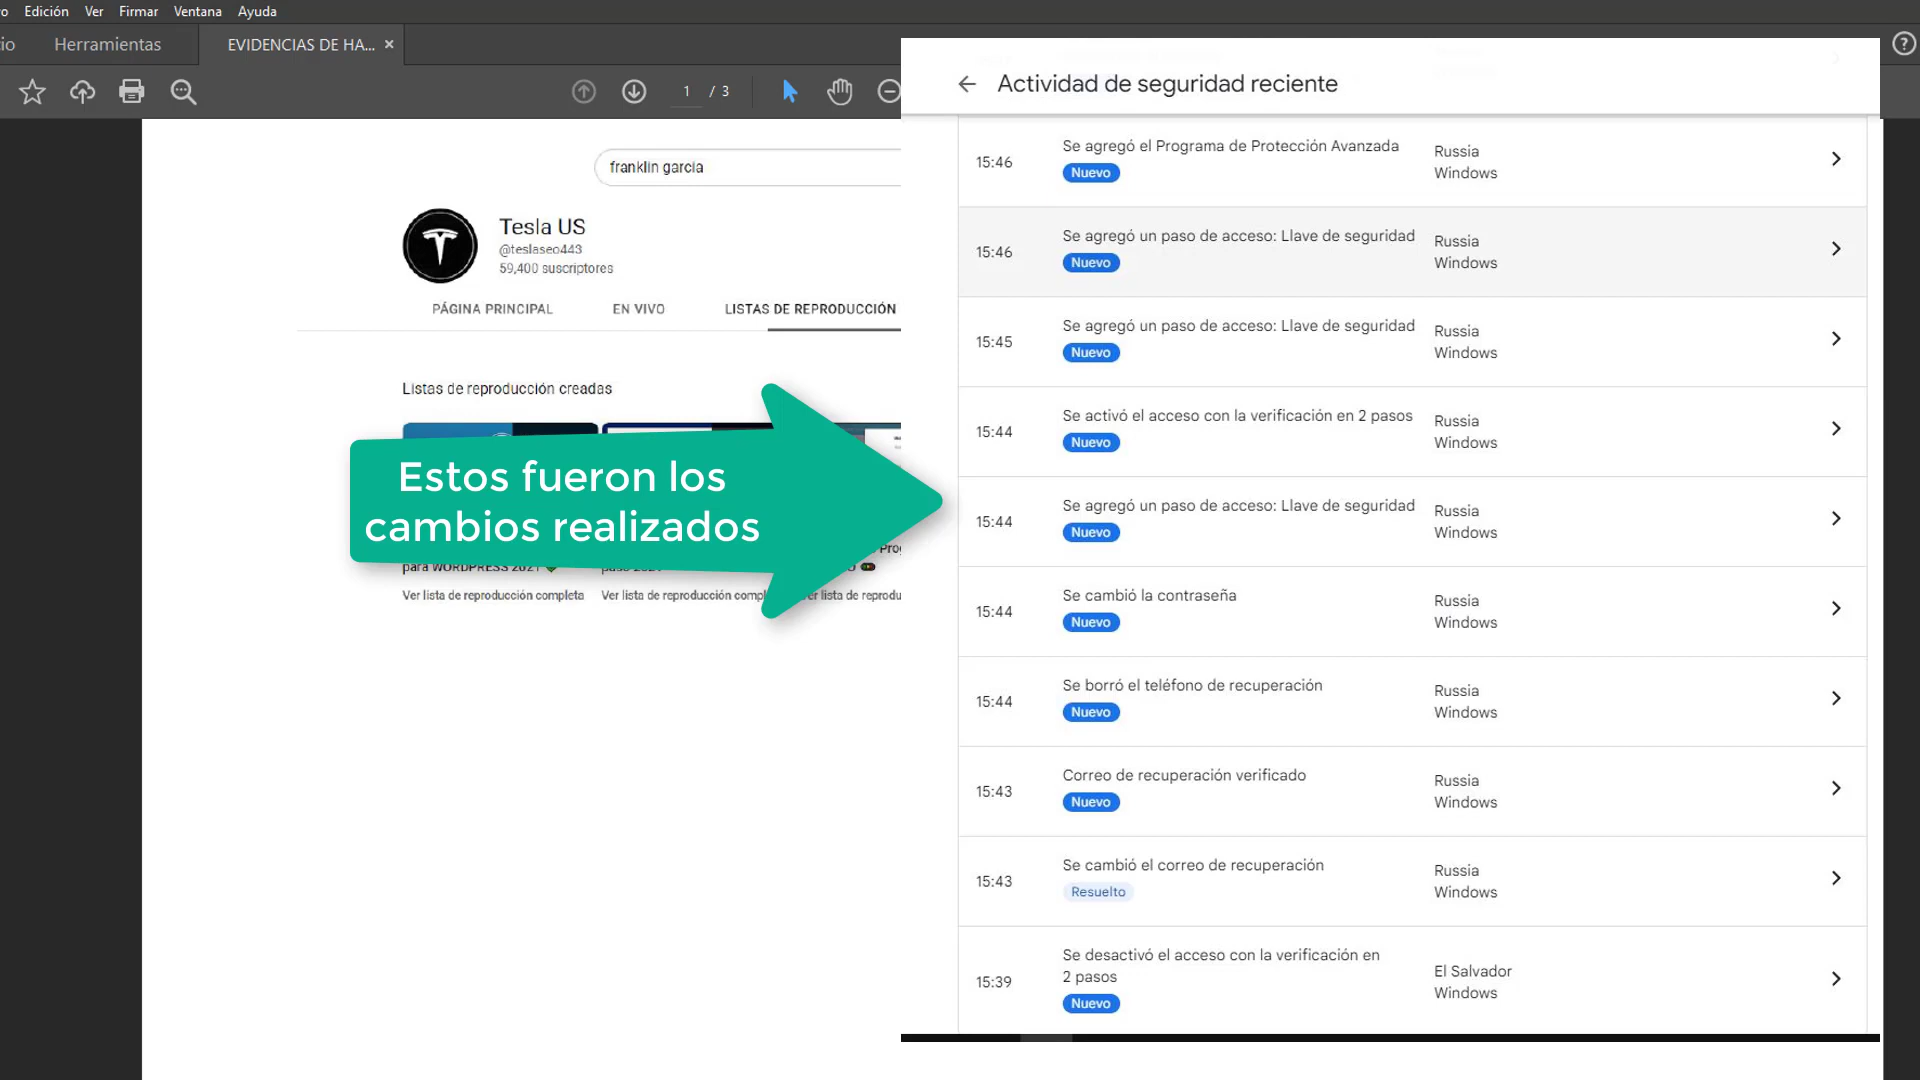 Edición Ver Firmar Ventana Ayuda
Herramientas
EVIDENCIAS DE HA... ×
1 / 3
franklin garcia
Tesla US
@teslaseo443
59,400 suscriptores
PÁGINA PRINCIPAL EN VIVO LISTAS DE REPRODUCCIÓN
Listas de reproducción creadas
Estos fueron los
cambios realizados
para WORDPRESS 2021
Ver lista de reproducción completa
Actividad de seguridad reciente
15:46 Se agregó el Programa de Protección Avanzada
Nuevo
Russia
Windows
15:46 Se agregó un paso de acceso: Llave de seguridad
Nuevo
Russia
Windows
15:45 Se agregó un paso de acceso: Llave de seguridad
Nuevo
Russia
Windows
15:44 Se activó el acceso con la verificación en 2 pasos
Nuevo
Russia
Windows
15:44 Se agregó un paso de acceso: Llave de seguridad
Nuevo
Russia
Windows
15:44 Se cambió la contraseña
Nuevo
Russia
Windows
15:44 Se borró el teléfono de recuperación
Nuevo
Russia
Windows
15:43 Correo de recuperación verificado
Nuevo
Russia
Windows
15:43 Se cambió el correo de recuperación
Resuelto
Russia
Windows
15:39 Se desactivó el acceso con la verificación en
2 pasos
Nuevo
El Salvador
Windows